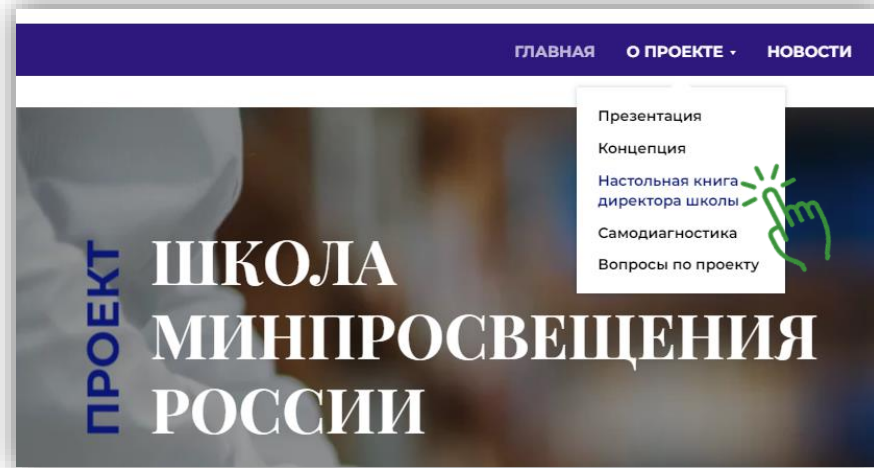 ГЛАВНАЯ О ПРОЕКТЕ НОВОСТИ
Презентация
Концепция
Настольная книга
директора школы
Самодиагностика
Вопросы по проекту
ПРОЕКТ
ШКОЛА
МИНПРОСВЕЩЕНИЯ
РОССИИ